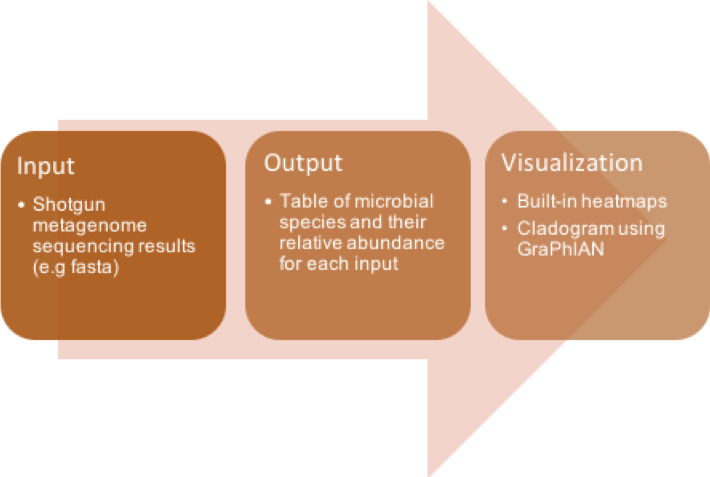 Input
• Shotgun
metagenome
sequencing results
(e.g fasta)
Output
• Table of microbial
species and their
relative abundance
for each input
Visualization
• Built-in heatmaps
• Cladogram using
GraPhlAN